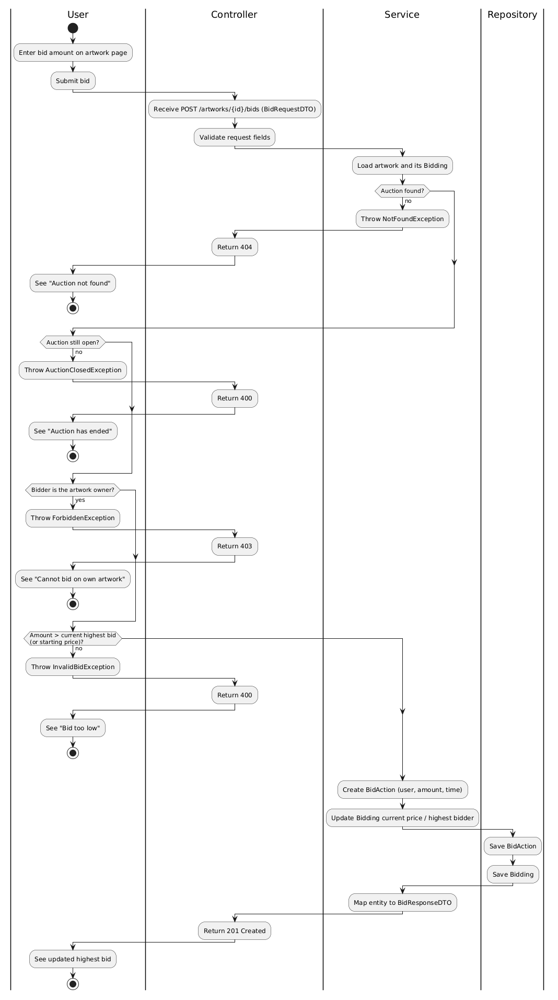 User
Controller
Service
Repository
Enter bid amount on artwork page
Submit bid
Receive POST /artworks/{id}/bids (BidRequestDTO)
Validate request fields
Load artwork and its Bidding
Auction found?
no
Throw NotFoundException
Return 404
See "Auction not found"
Auction still open?
no
Throw AuctionClosedException
Return 400
See "Auction has ended"
Bidder is the artwork owner?
yes
Throw ForbiddenException
Return 403
See "Cannot bid on own artwork"
Amount > current highest bid
(or starting price)?
no
Throw InvalidBidException
Return 400
See "Bid too low"
Create BidAction (user, amount, time)
Update Bidding current price / highest bidder
Save BidAction
Save Bidding
Map entity to BidResponseDTO
Return 201 Created
See updated highest bid